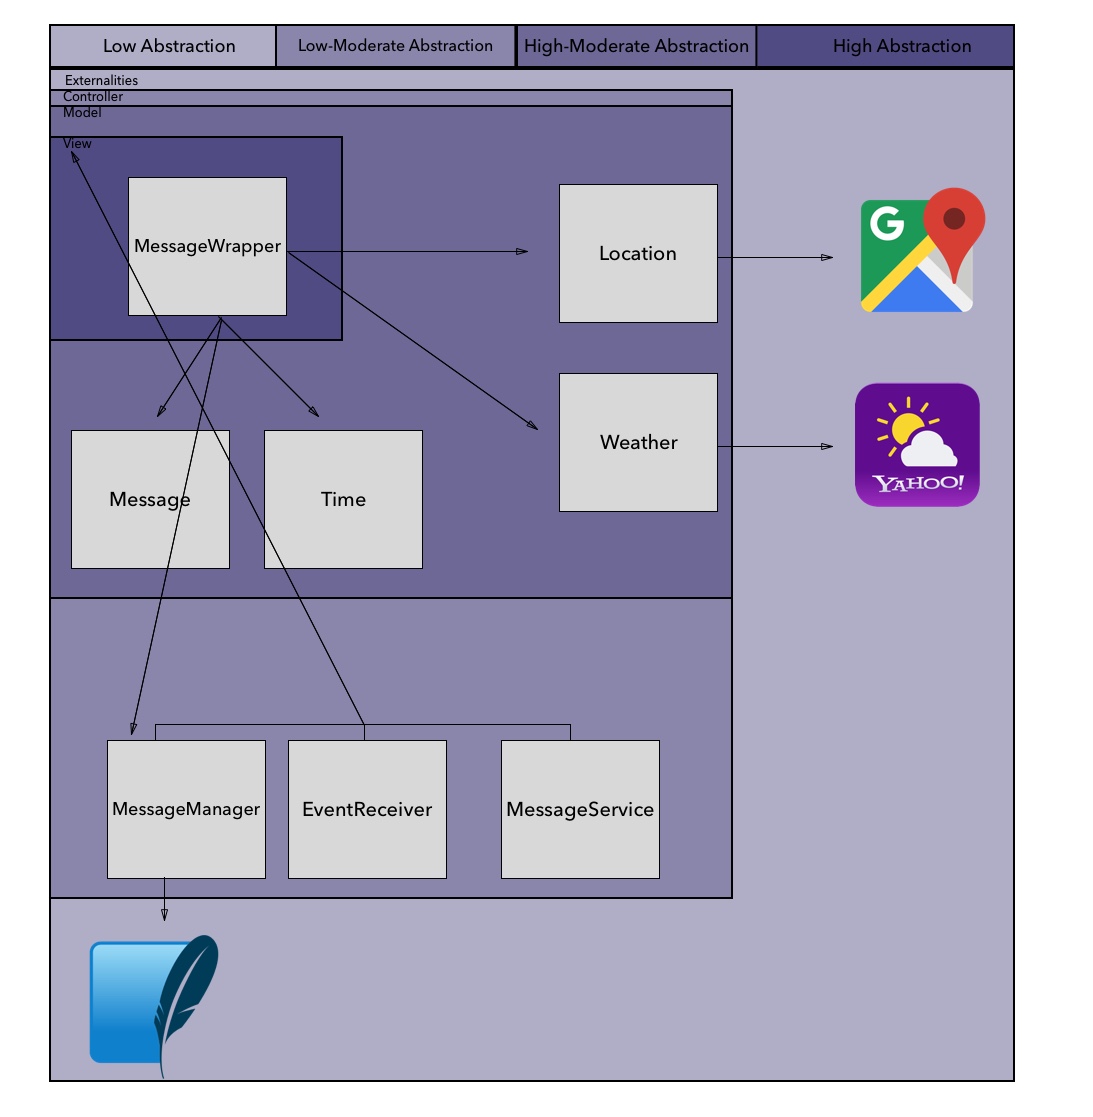 Low Abstraction
Low-Moderate Abstraction
High-Moderate Abstraction
High Abstraction
Externalities
Controller
Model
View
MessageWrapper
Location
G
Weather
YAHOO!
Message
Time
MessageManager
EventReceiver
MessageService